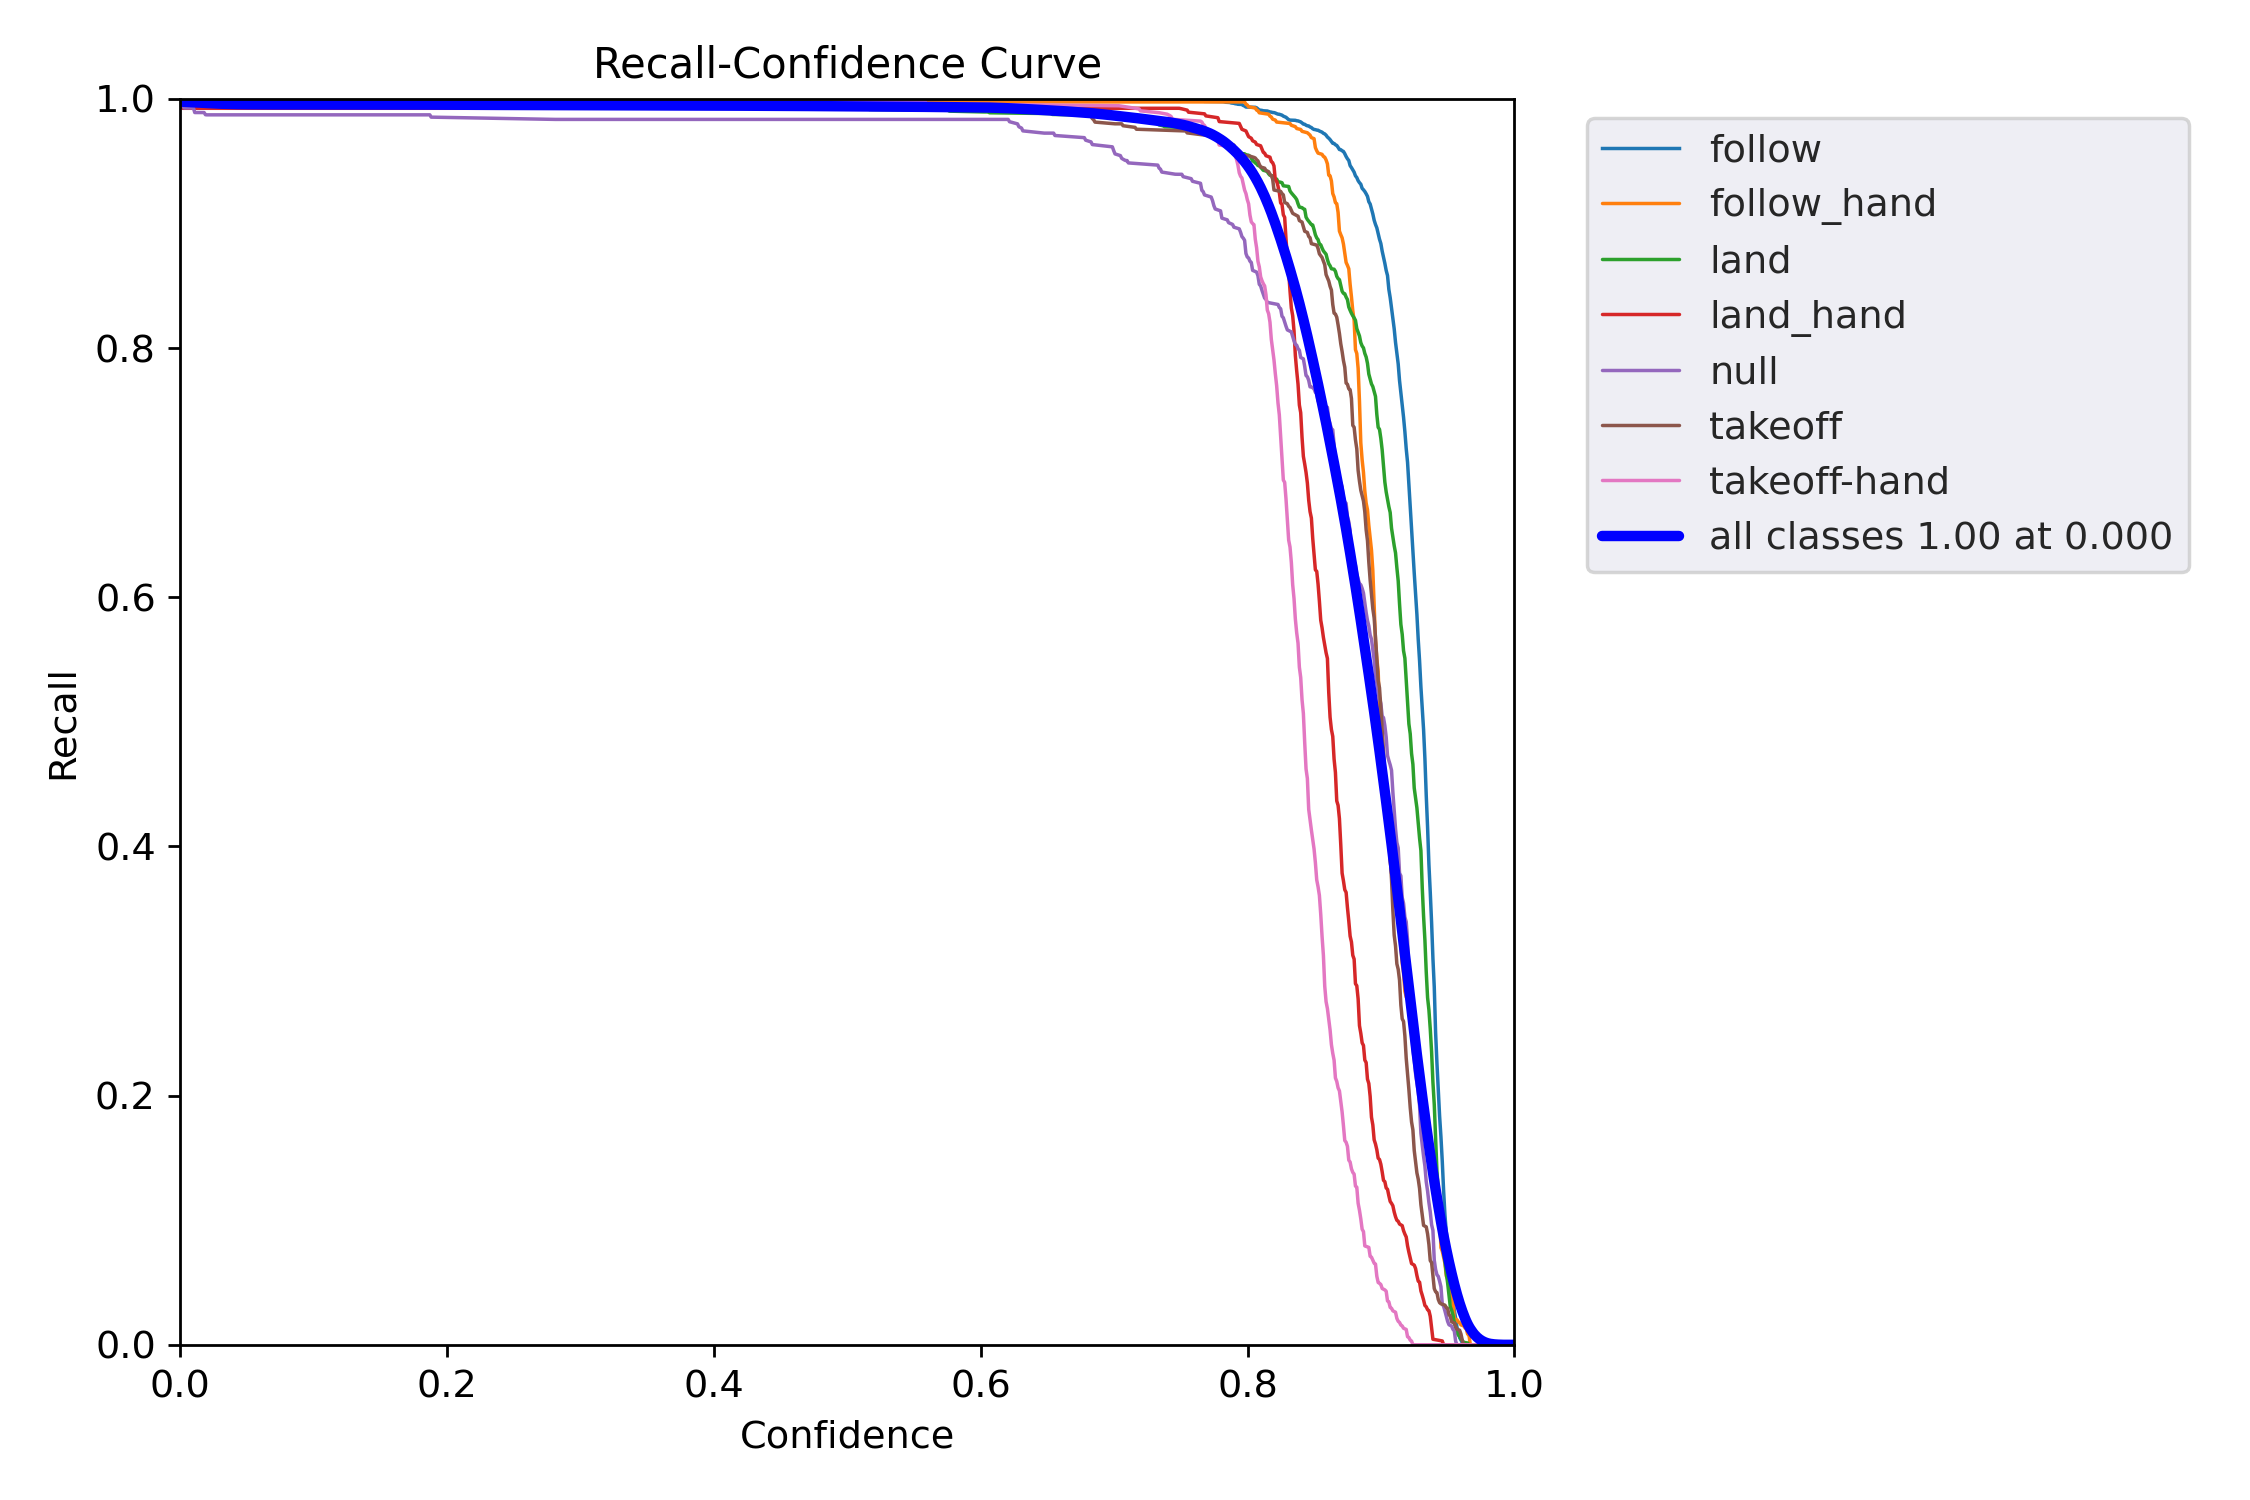 Recall-Confidence Curve
1.0
0.8
0.6
0.4
0.2
0.0
Recall
0.0 0.2 0.4 0.6 0.8 1.0
Confidence
follow
follow_hand
land
land_hand
null
takeoff
takeoff-hand
all classes 1.00 at 0.000